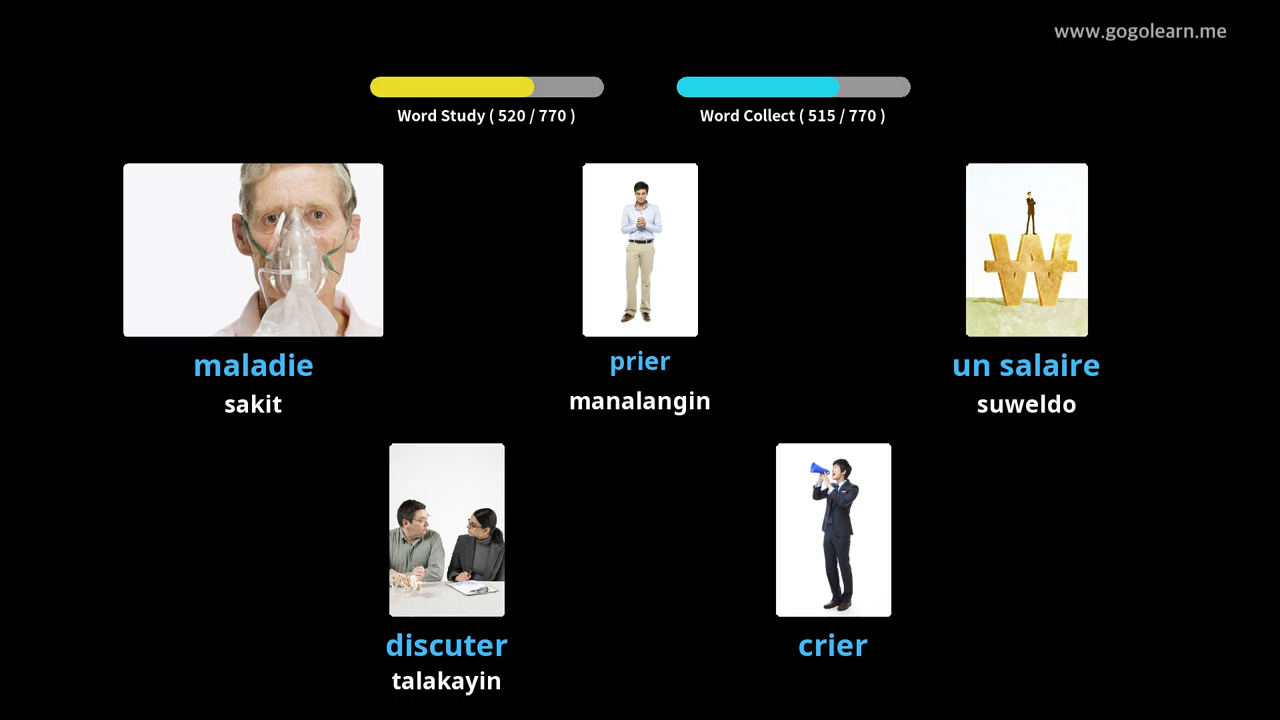 www.gogolearn.me
Word Study ( 520 / 770 )
Word Collect ( 515 / 770 )
maladie
sakit
prier
manalangin
un salaire
suweldo
discuter
talakayin
crier